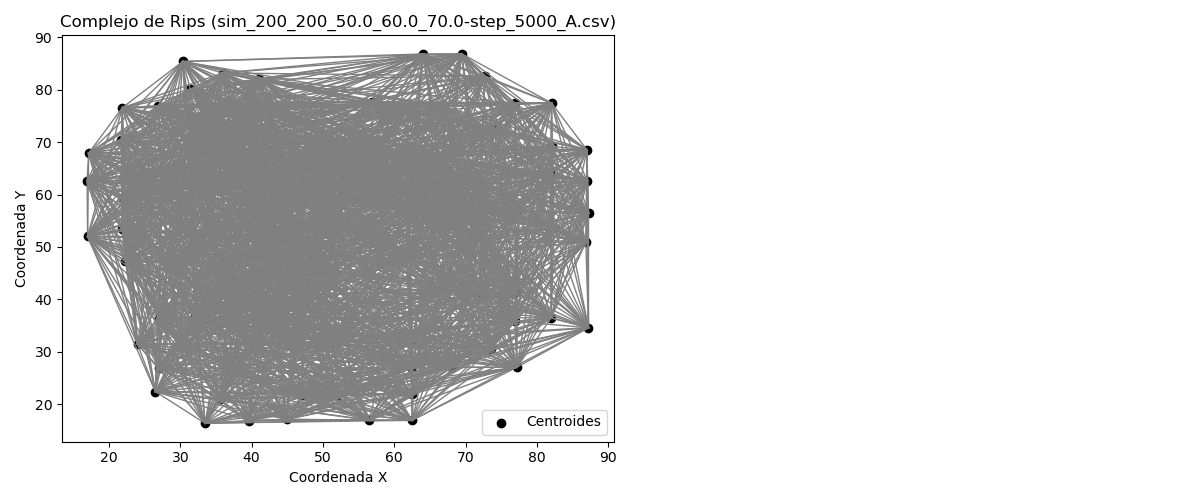 Complejo de Rips (sim_200_200_50.0_60.0_70.0-step_5000_A.csv)
90
80
70
60
50
40
30
20
Coordenada Y
Centroides
20 30 40 50 60 70 80 90
Coordenada X